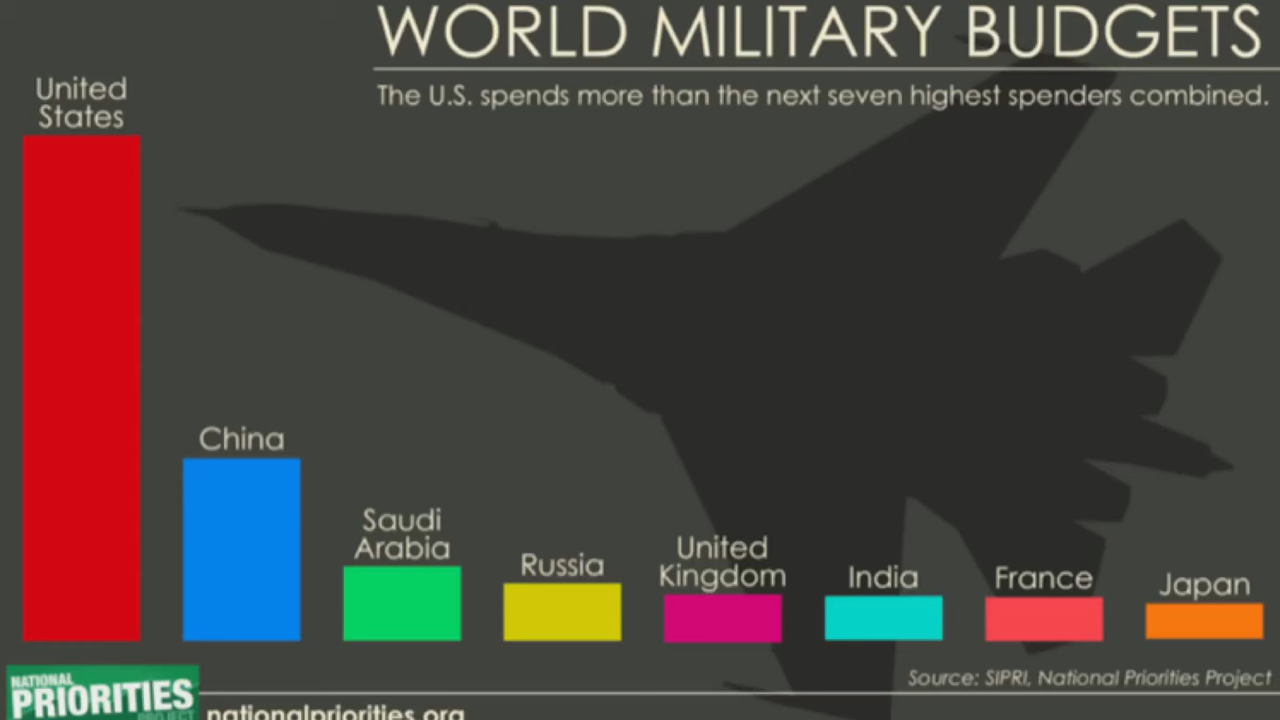 WORLD MILITARY BUDGETS
The U.S. spends more than the next seven highest spenders combined.
United
States
China
Saudi
Arabia
Russia
United
Kingdom
India
France
Japan
Source: SIPRI, National Priorities Project
NATIONAL
PRIORITIES
PROJECT
nationalpriorities.org